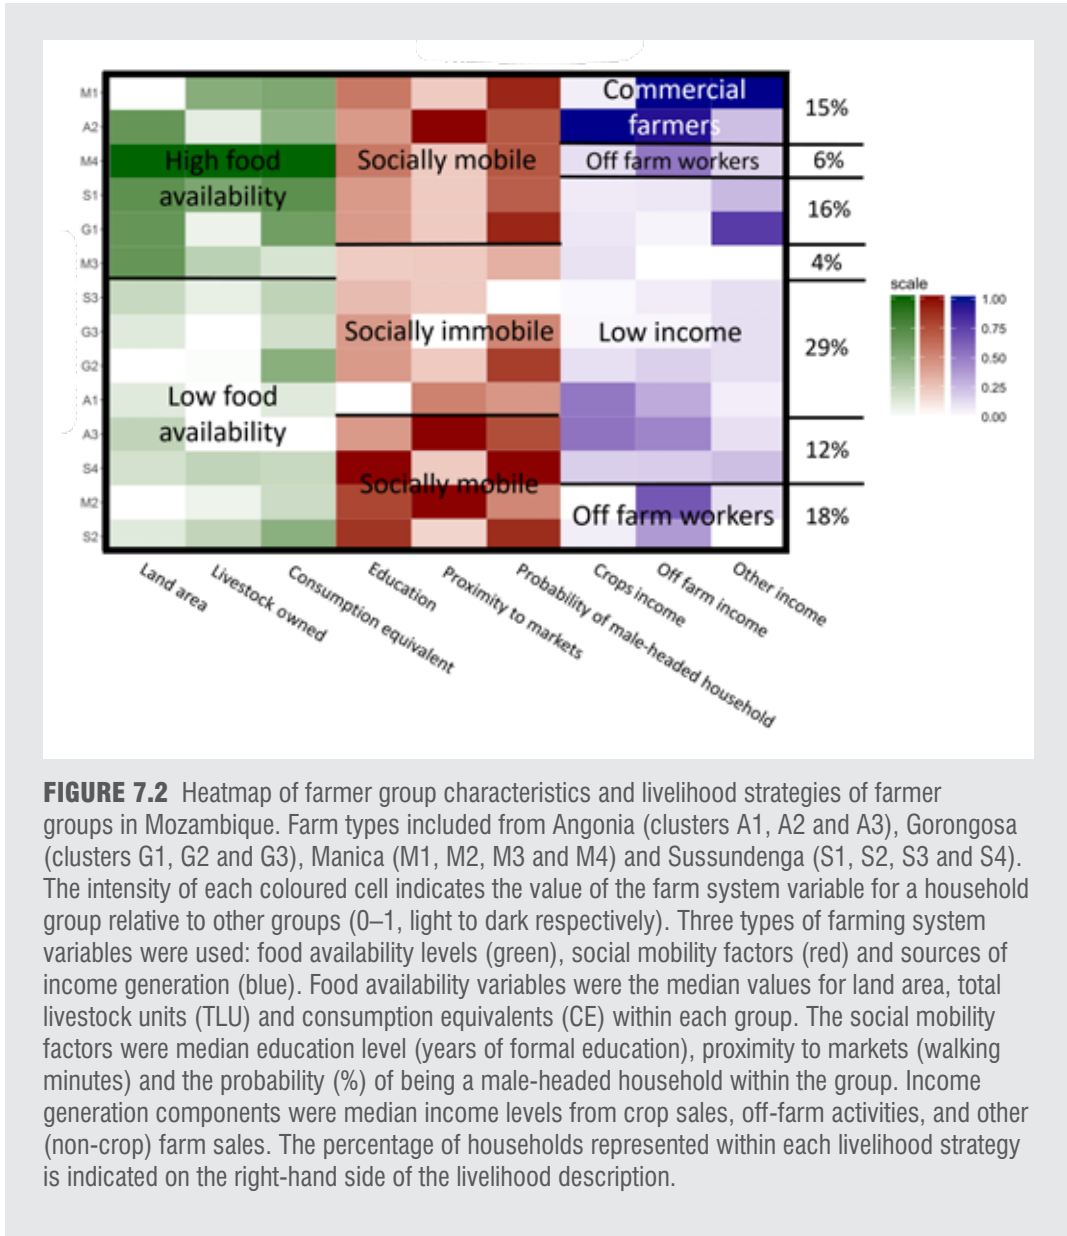 M1
A2
M4
S1
G1
M3
S3
G3
G2
A1
A3
S4
M2
S2
High food
availability
Low food
availability
Socially mobile
Socially immobile
Socially mobile
Commercial
farmers
Off farm workers
Low income
Off farm workers
15%
6%
16%
4%
29%
12%
18%
scale
1.00
0.75
0.50
0.25
0.00
Land area
Livestock owned
Consumption equivalent
Education
Proximity to markets
Probability of male-headed household
Crops income
Off farm income
Other income
FIGURE 7.2 Heatmap of farmer group characteristics and livelihood strategies of farmer
groups in Mozambique. Farm types included from Angonia (clusters A1, A2 and A3), Gorongosa
(clusters G1, G2 and G3), Manica (M1, M2, M3 and M4) and Sussundenga (S1, S2, S3 and S4).
The intensity of each coloured cell indicates the value of the farm system variable for a household
group relative to other groups (0–1, light to dark respectively). Three types of farming system
variables were used: food availability levels (green), social mobility factors (red) and sources of
income generation (blue). Food availability variables were the median values for land area, total
livestock units (TLU) and consumption equivalents (CE) within each group. The social mobility
factors were median education level (years of formal education), proximity to markets (walking
minutes) and the probability (%) of being a male-headed household within the group. Income
generation components were median income levels from crop sales, off-farm activities, and other
(non-crop) farm sales. The percentage of households represented within each livelihood strategy
is indicated on the right-hand side of the livelihood description.